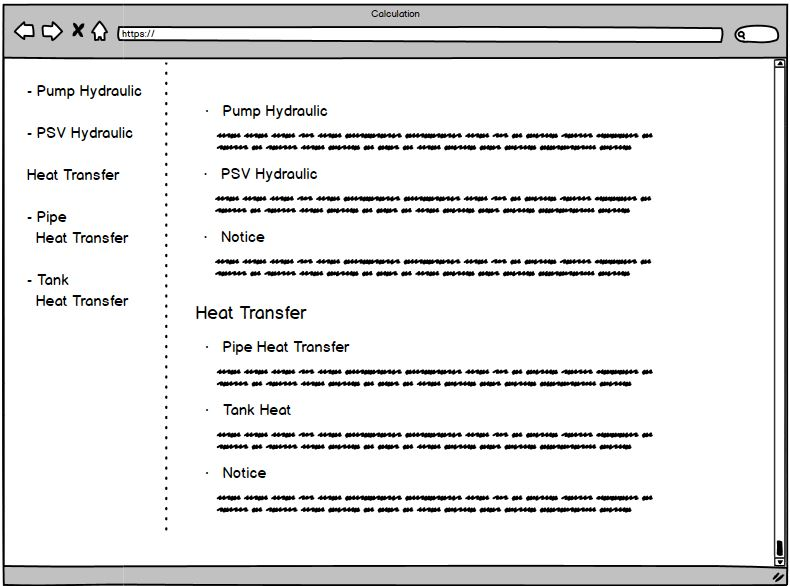 Calculation
https://
- Pump Hydraulic
- PSV Hydraulic
Heat Transfer
- Pipe
Heat Transfer
- Tank
Heat Transfer
· Pump Hydraulic
· PSV Hydraulic
· Notice
Heat Transfer
· Pipe Heat Transfer
· Tank Heat
· Notice